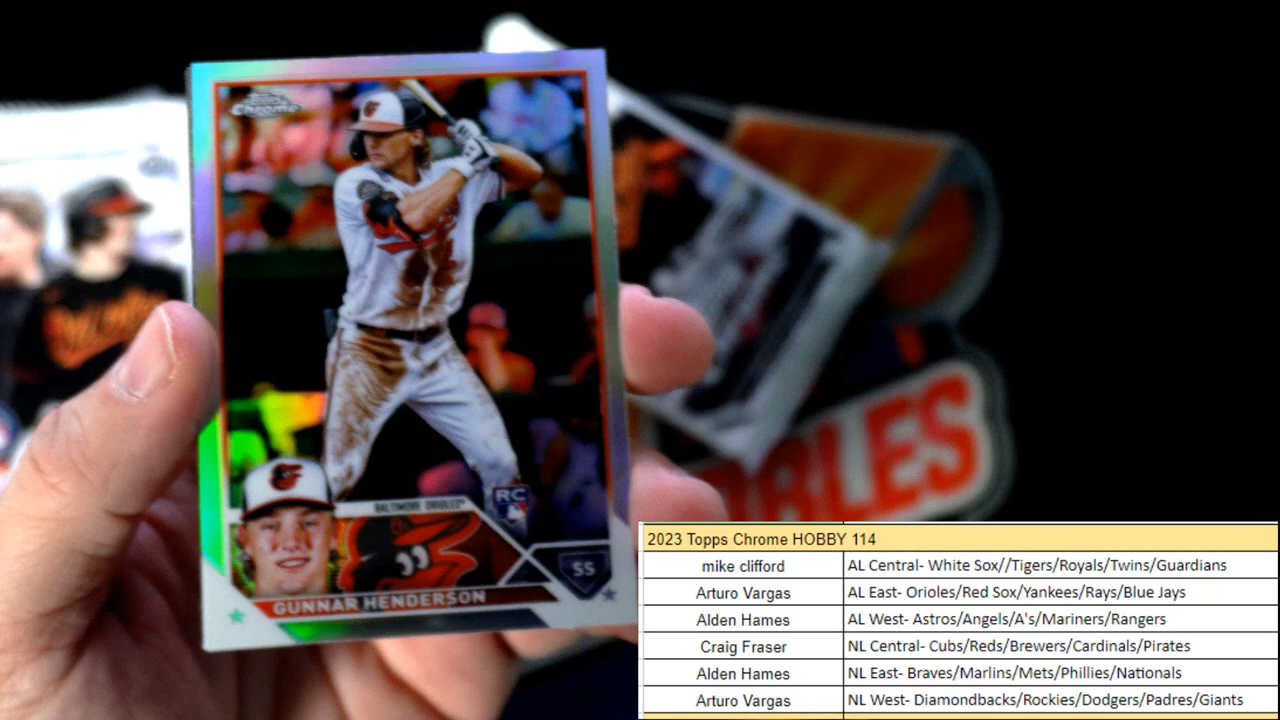 Topps
Chrome
BALTIMORE ORIOLES
RC
SS
GUNNAR HENDERSON
2023 Topps Chrome HOBBY 114
mike clifford AL Central- White Sox//Tigers/Royals/Twins/Guardians
Arturo Vargas AL East- Orioles/Red Sox/Yankees/Rays/Blue Jays
Alden Hames AL West- Astros/Angels/A's/Mariners/Rangers
Craig Fraser NL Central- Cubs/Reds/Brewers/Cardinals/Pirates
Alden Hames NL East- Braves/Marlins/Mets/Phillies/Nationals
Arturo Vargas NL West- Diamondbacks/Rockies/Dodgers/Padres/Giants